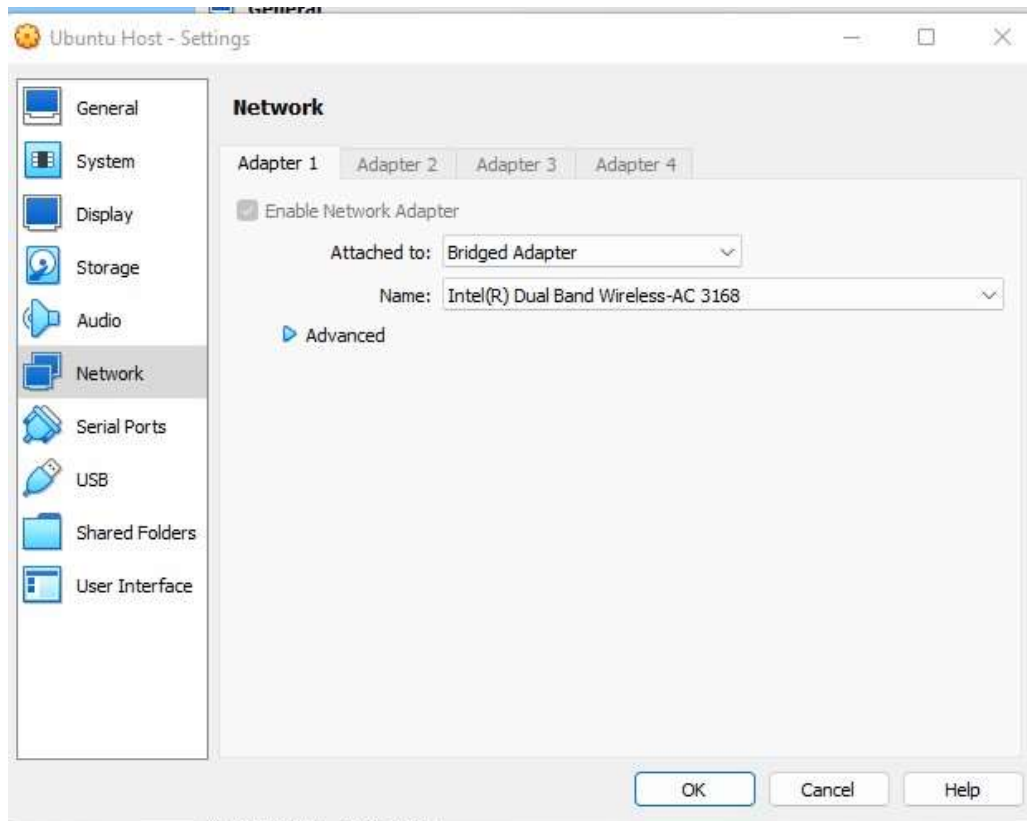 General
Ubuntu Host - Settings
General
System
Display
Storage
Audio
Network
Serial Ports
USB
Shared Folders
User Interface
Network
Adapter 1 Adapter 2 Adapter 3 Adapter 4
Enable Network Adapter
Attached to: Bridged Adapter
Name: Intel(R) Dual Band Wireless-AC 3168
Advanced
OK Cancel Help